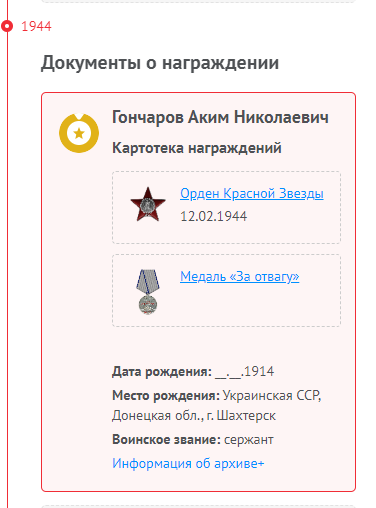 1944
Документы о награждении
Гончаров Аким Николаевич
Картотека награждений
Орден Красной Звезды
12.02.1944
Медаль «За отвагу»
Дата рождения: __.__.1914
Место рождения: Украинская ССР,
Донецкая обл., г. Шахтерск
Воинское звание: сержант
Информация об архиве+